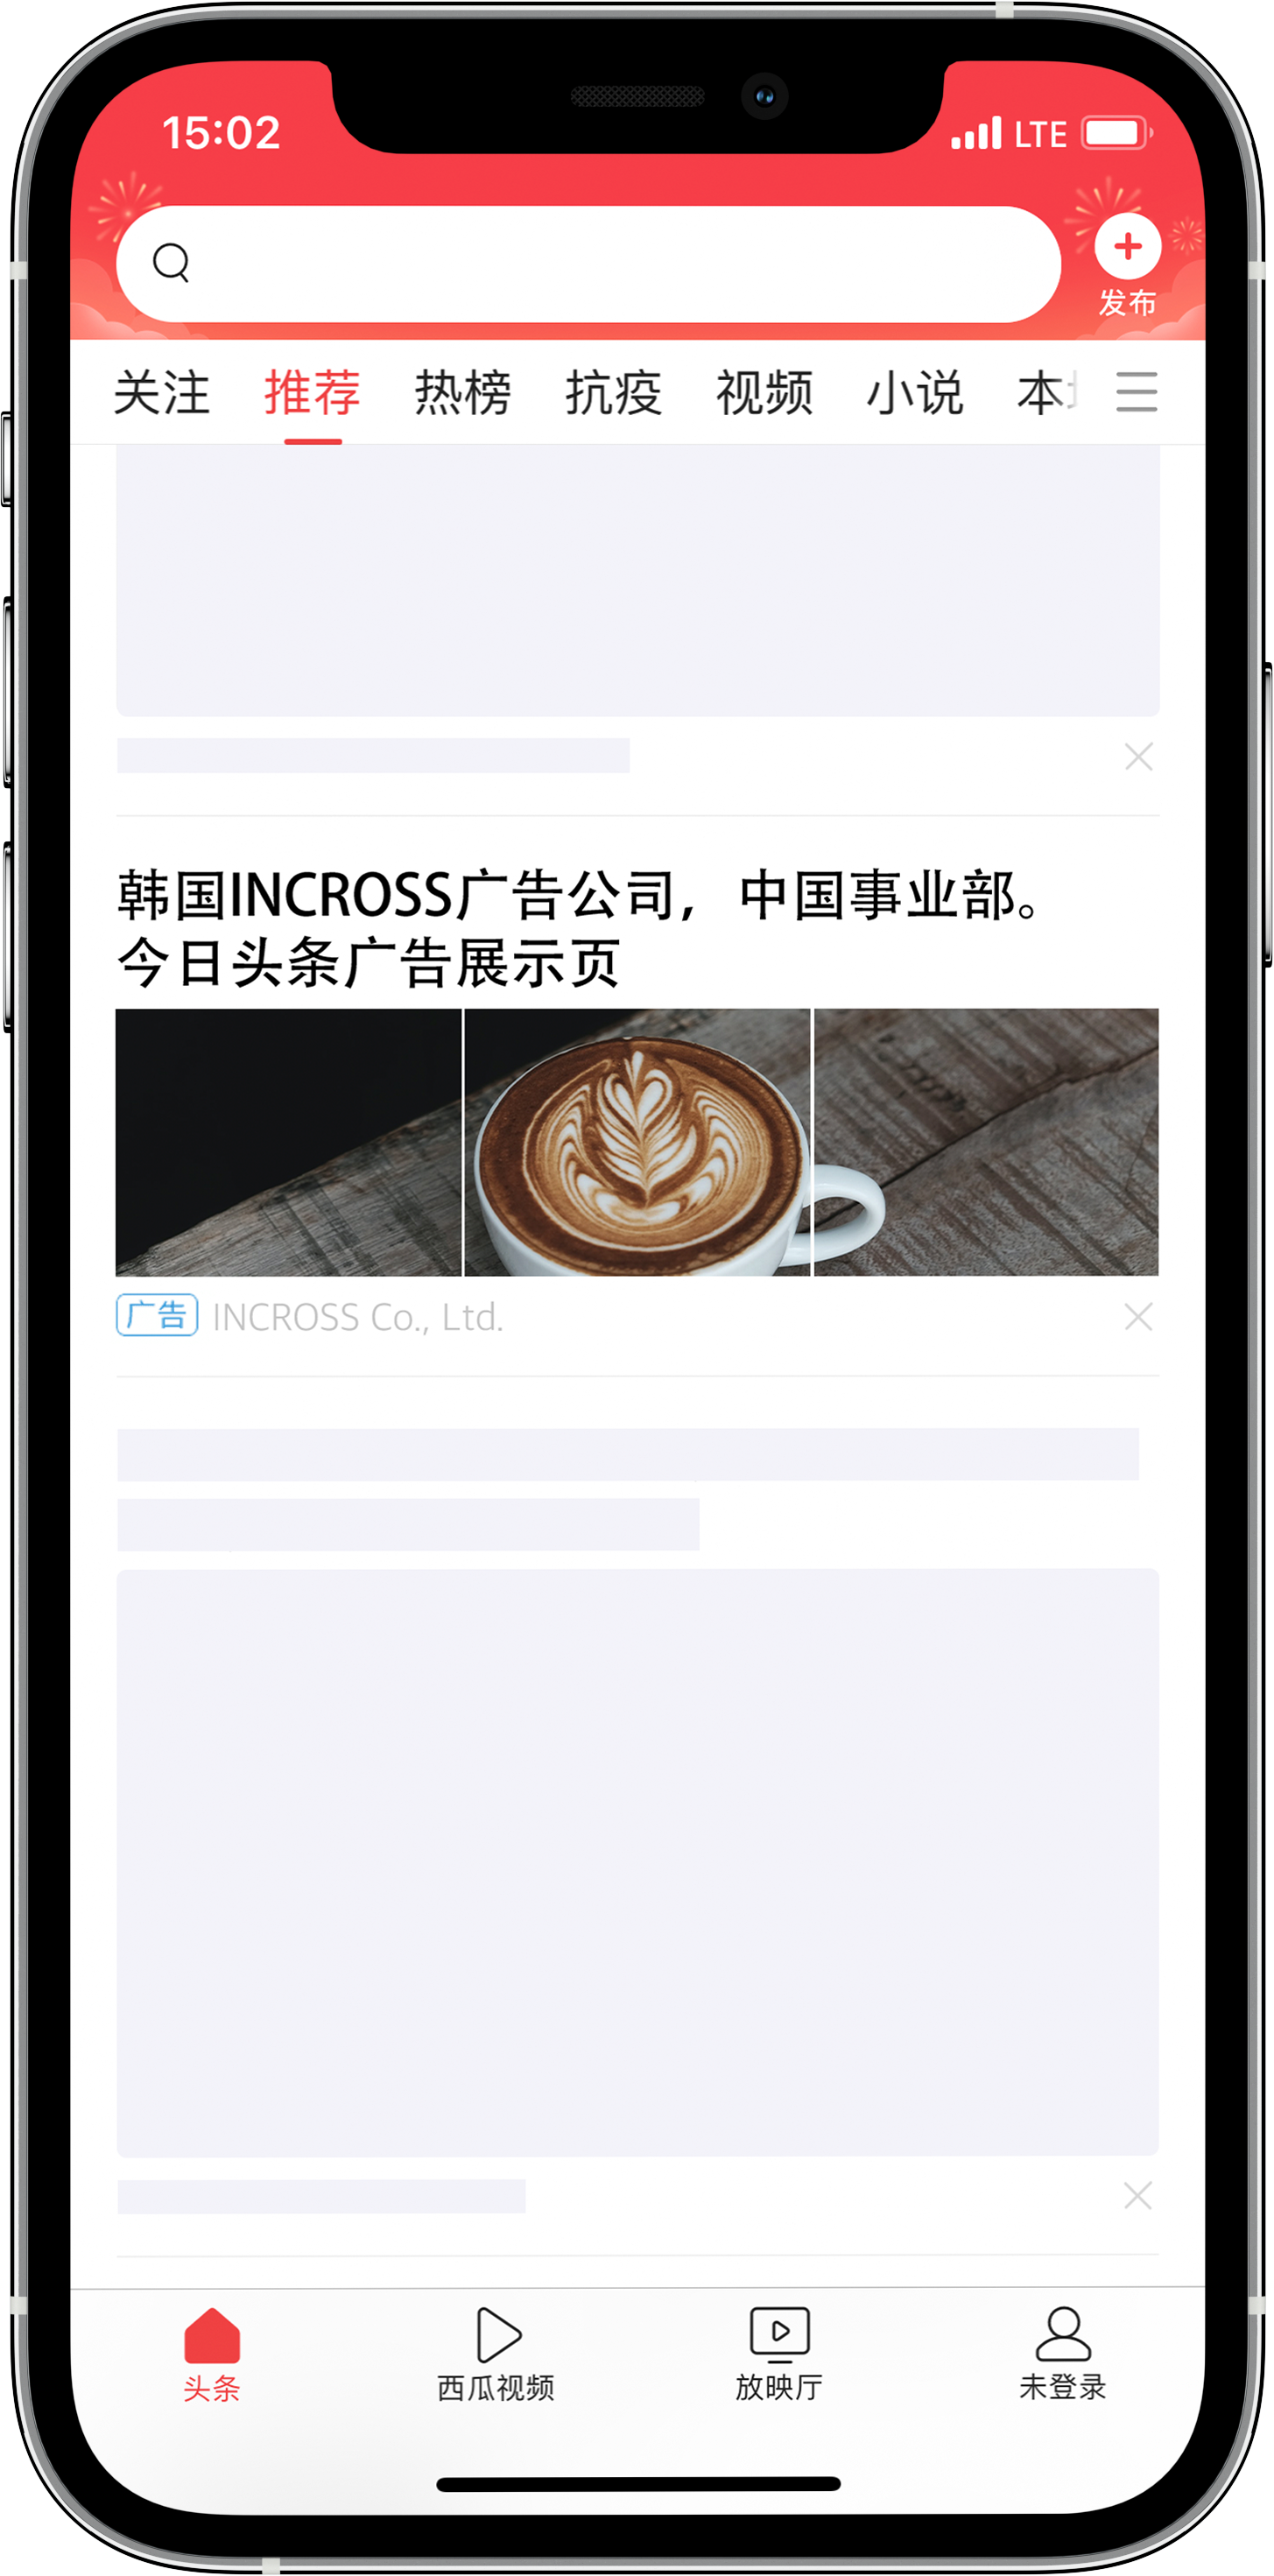 15:02 LTE
发布
关注 推荐 热榜 抗疫 视频 小说 本
韩国INCROSS广告公司，中国事业部。
今日头条广告展示页
广告 INCROSS Co., Ltd.
头条 西瓜视频 放映厅 未登录